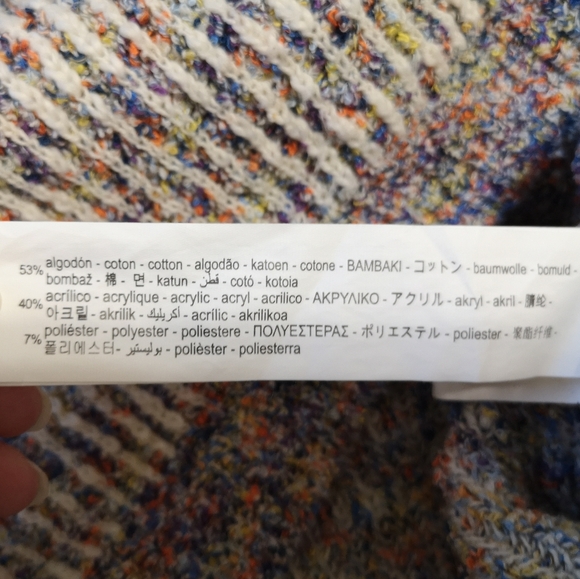 53% algodón - coton - cotton - algodão - katoen - cotone - ΒΑΜΒΑΚΙ - コットン - baumwolle - bomuld -
bombaž - 棉 - 면 - katun - قطن - cotó - kotoia
40% acrílico - acrylique - acrylic - acryl - acrilico - ΑΚΡΥΛΙΚΟ - アクリル - akryl - akril - 腈纶 -
아크릴 - akrilik - أكريليك - acrílic - akrilikoa
7% poliéster - polyester - poliestere - ΠΟΛΥΕΣΤΕΡΑΣ - ポリエステル - poliester - 聚酯纤维 -
폴리에스터 - بوليستير - polièster - poliesterra